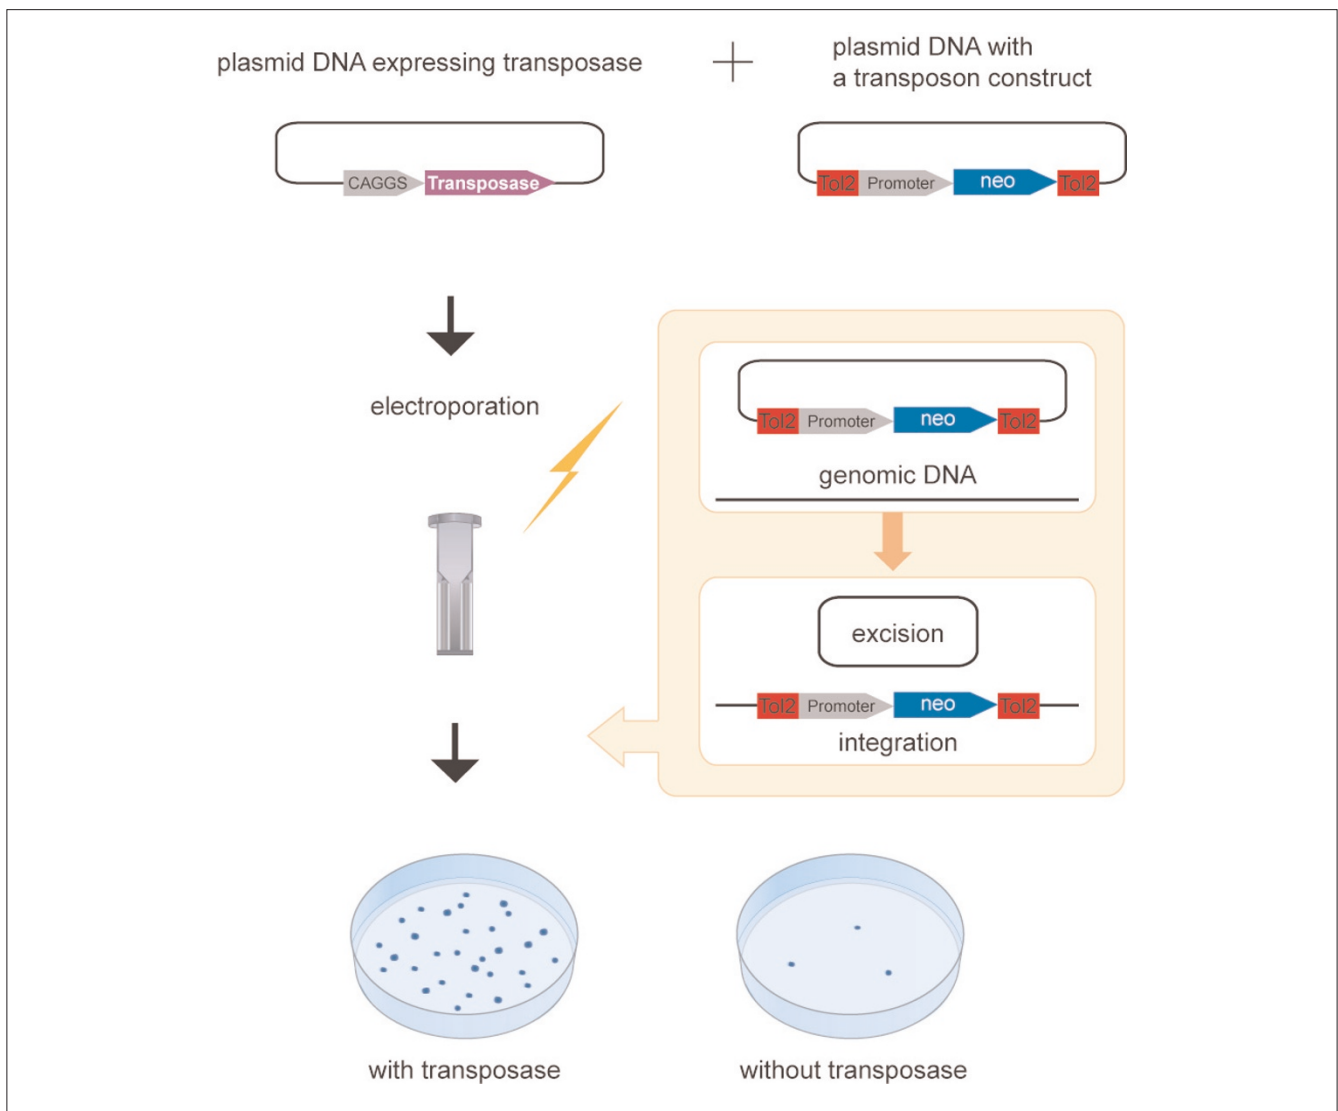 plasmid DNA expressing transposase
plasmid DNA with
a transposon construct
CAGGS Transposase
Tol2 Promoter neo Tol2
electroporation
Tol2 Promoter neo Tol2
genomic DNA
excision
Tol2 Promoter neo Tol2
integration
with transposase
without transposase